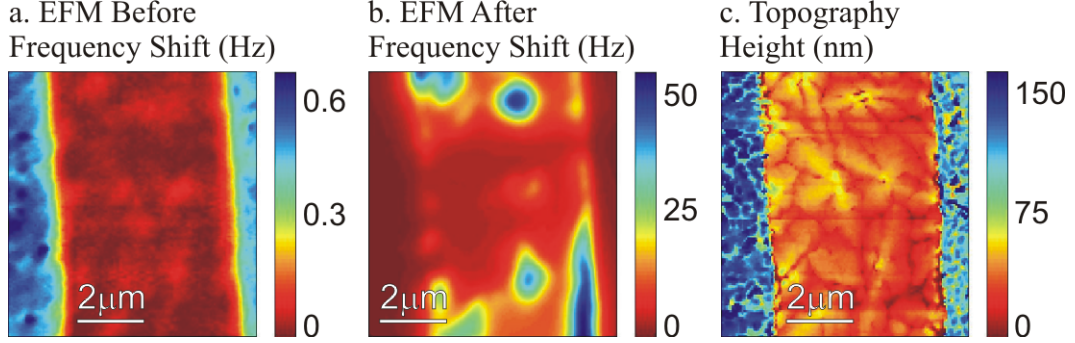 a. EFM Before
Frequency Shift (Hz)
0.6
0.3
0
2μm
b. EFM After
Frequency Shift (Hz)
50
25
0
2μm
c. Topography
Height (nm)
150
75
0
2μm